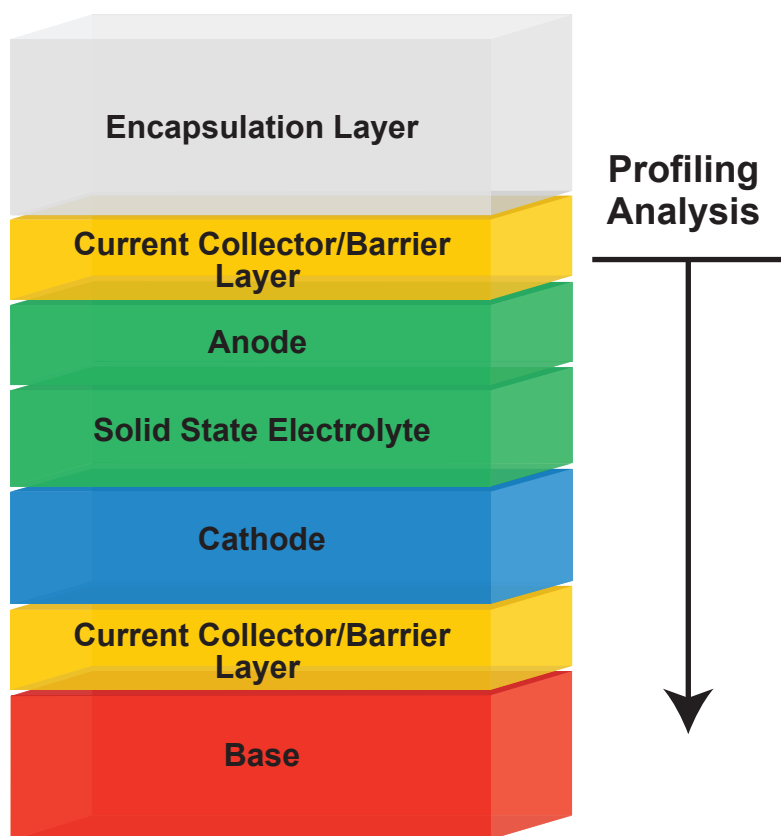 Encapsulation Layer
Profiling
Analysis
Current Collector/Barrier
Layer
Anode
Solid State Electrolyte
Cathode
Current Collector/Barrier
Layer
Base